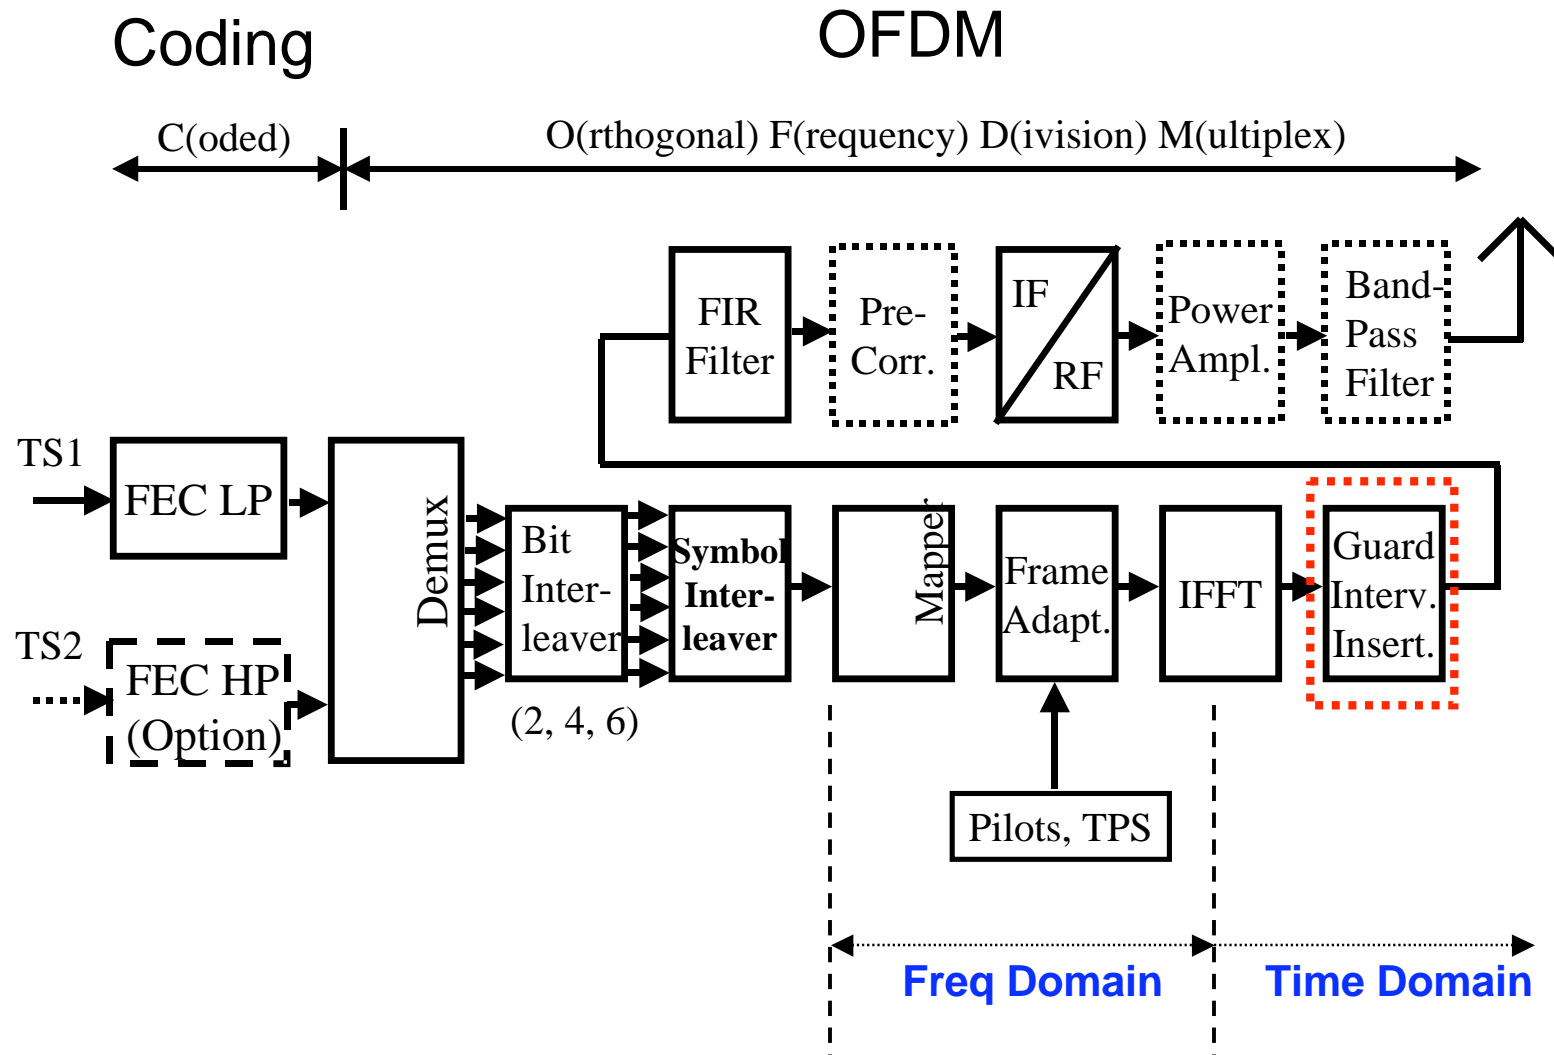 Coding
OFDM
C(oded)
O(rthogonal) F(requency) D(ivision) M(ultiplex)
FIR
Filter
Pre-
Corr.
IF
RF
Power
Ampl.
Band-
Pass
Filter
TS1
FEC LP
TS2
FEC HP
(Option)
Demux
Bit
Inter-
leaver
(2, 4, 6)
Symbol
Inter-
leaver
Mapper
Frame
Adapt.
IFFT
Guard
Interv.
Insert.
Pilots, TPS
Freq Domain
Time Domain